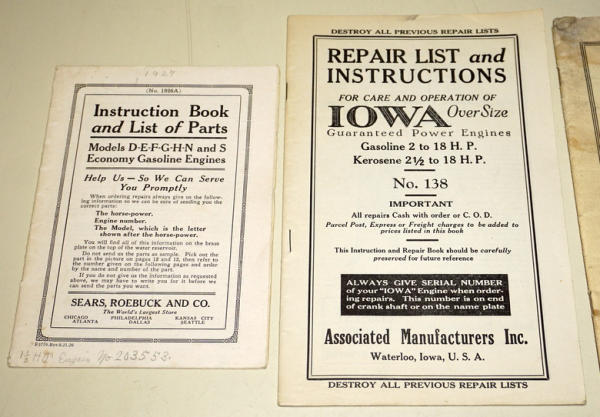 1927
(No. 1926A)
Instruction Book
and List of Parts
Models D-E-F-G-H-N and S
Economy Gasoline Engines
Help Us — So We Can Serve
You Promptly
When ordering repairs always give us the follow-
ing information so we can be sure of sending you the
correct parts:
The horse-power.
Engine number.
The Model, which is the letter
shown after the horse-power.
You will find all of this information on the brass
plate on the top of the water reservoir.
Do not send us the parts as sample. Pick out the
part in the picture on pages 12 and 13, then refer to
the number given on the following pages and order
by the name and number of the part.
If you do not give us the information as requested
above, we may have to write you for it before we
can send the parts you want.
SEARS, ROEBUCK AND CO.
The World's Largest Store
CHICAGO PHILADELPHIA KANSAS CITY
ATLANTA DALLAS SEATTLE
1½ H.P. Engine No 203553.
DESTROY ALL PREVIOUS REPAIR LISTS
REPAIR LIST and
INSTRUCTIONS
FOR CARE AND OPERATION OF
IOWA Over Size
Guaranteed Power Engines
Gasoline 2 to 18 H. P.
Kerosene 2½ to 18 H. P.
No. 138
IMPORTANT
All repairs Cash with order or C. O. D.
Parcel Post, Express or Freight charges to be added to
prices listed in this book
This Instruction and Repair Book should be carefully
preserved for future reference
ALWAYS GIVE SERIAL NUMBER
of your "IOWA" Engine when order-
ing repairs. This number is on end
of crank shaft or on the name plate
Associated Manufacturers Inc.
Waterloo, Iowa, U. S. A.
DESTROY ALL PREVIOUS REPAIR LISTS